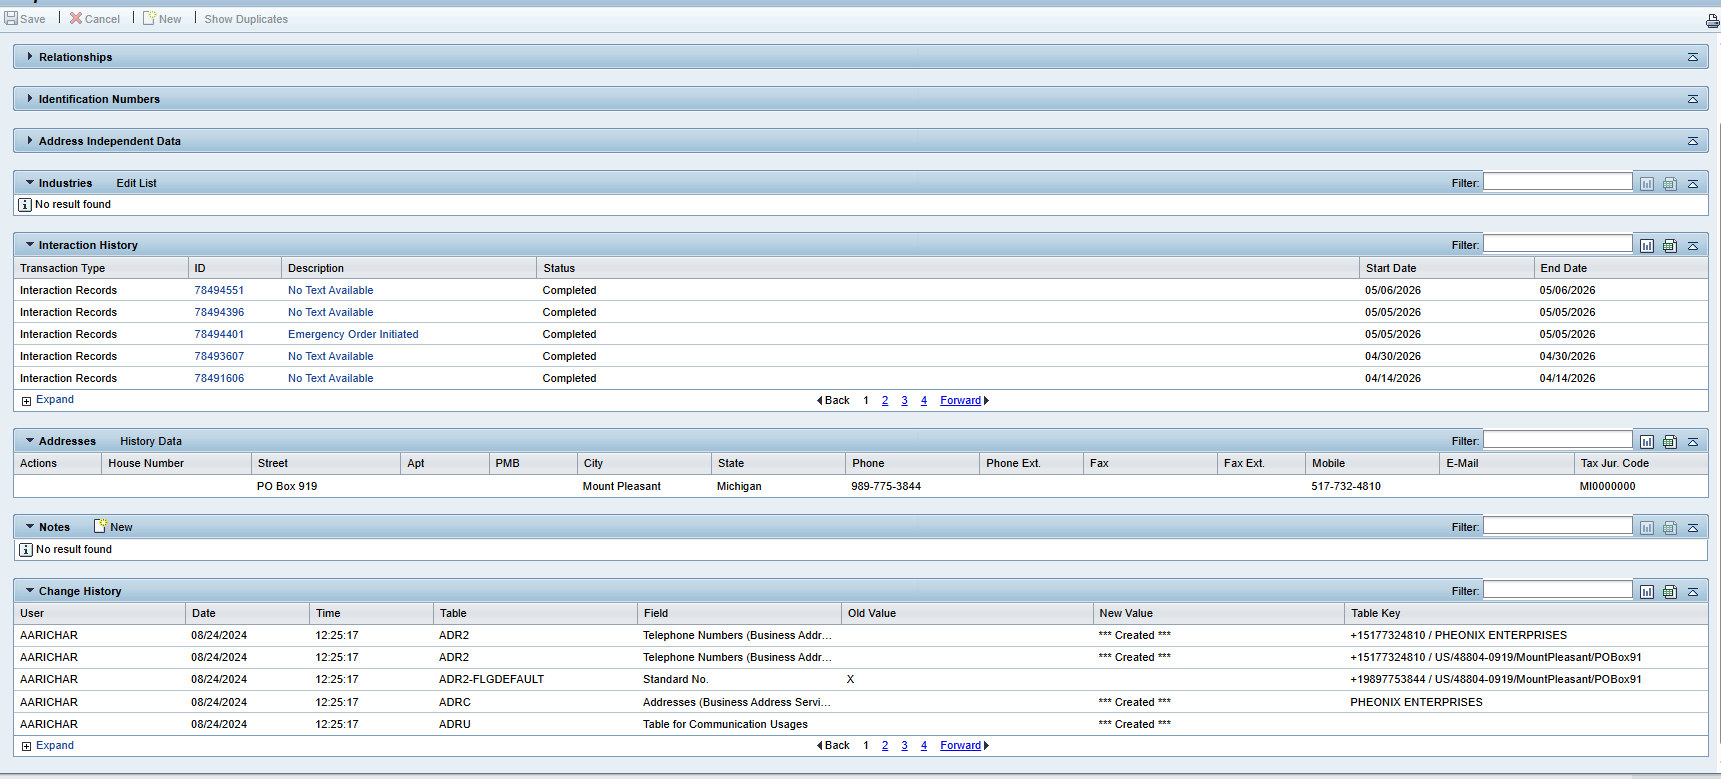 Save Cancel New Show Duplicates
Relationships
Identification Numbers
Address Independent Data
Industries Edit List Filter:
No result found
Interaction History Filter:
Transaction Type ID Description Status Start Date End Date
Interaction Records 78494551 No Text Available Completed 05/06/2026 05/06/2026
Interaction Records 78494396 No Text Available Completed 05/05/2026 05/05/2026
Interaction Records 78494401 Emergency Order Initiated Completed 05/05/2026 05/05/2026
Interaction Records 78493607 No Text Available Completed 04/30/2026 04/30/2026
Interaction Records 78491606 No Text Available Completed 04/14/2026 04/14/2026
Expand Back 1 2 3 4 Forward
Addresses History Data Filter:
Actions House Number Street Apt PMB City State Phone Phone Ext. Fax Fax Ext. Mobile E-Mail Tax Jur. Code
PO Box 919 Mount Pleasant Michigan 989-775-3844 517-732-4810 MI0000000
Notes New Filter:
No result found
Change History Filter:
User Date Time Table Field Old Value New Value Table Key
AARICHAR 08/24/2024 12:25:17 ADR2 Telephone Numbers (Business Addr... *** Created *** +15177324810 / PHEONIX ENTERPRISES
AARICHAR 08/24/2024 12:25:17 ADR2 Telephone Numbers (Business Addr... *** Created *** +15177324810 / US/48804-0919/MountPleasant/POBox91
AARICHAR 08/24/2024 12:25:17 ADR2-FLGDEFAULT Standard No. X +19897753844 / US/48804-0919/MountPleasant/POBox91
AARICHAR 08/24/2024 12:25:17 ADRC Addresses (Business Address Servi... *** Created *** PHEONIX ENTERPRISES
AARICHAR 08/24/2024 12:25:17 ADRU Table for Communication Usages *** Created ***
Expand Back 1 2 3 4 Forward